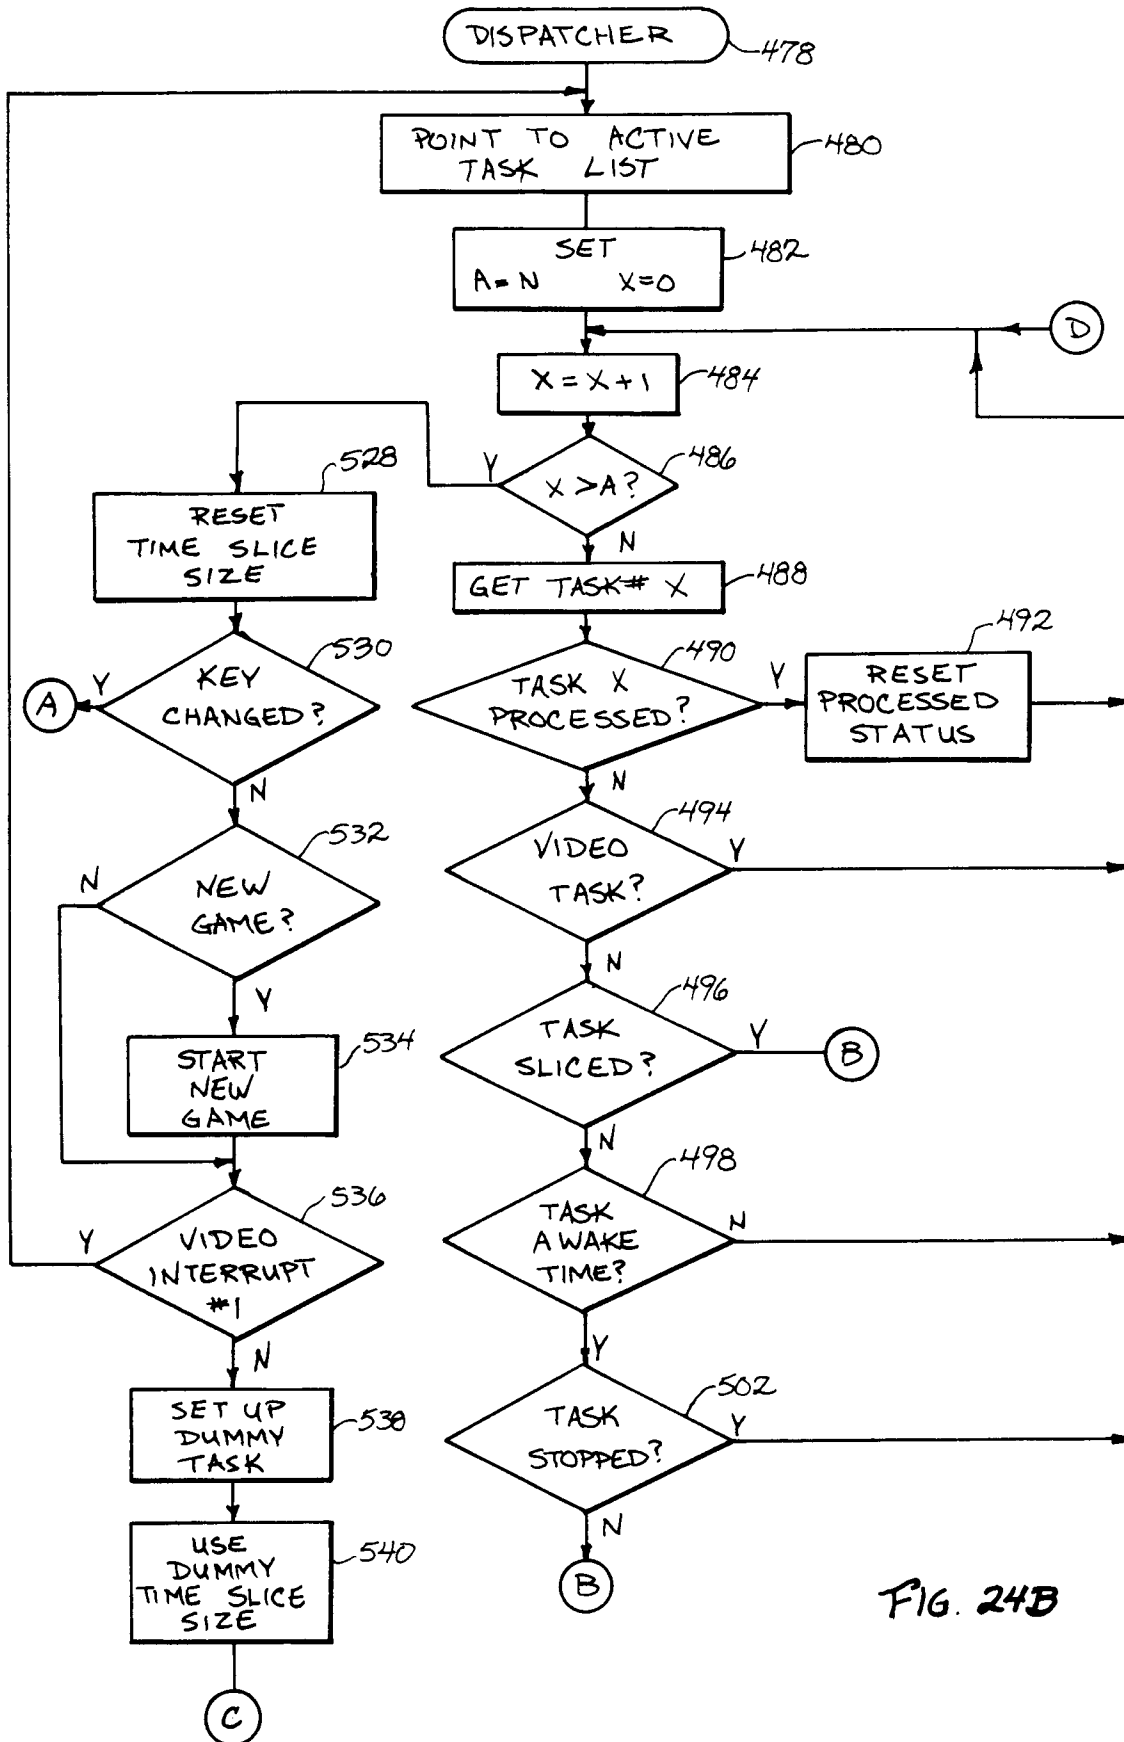 DISPATCHER
478
POINT TO ACTIVE
TASK LIST
480
SET
A=N X=0
482
D
X=X+1
484
X>A?
486
Y
N
RESET
TIME SLICE
SIZE
528
GET TASK# X
488
KEY
CHANGED?
530
Y
A
N
TASK X
PROCESSED?
490
Y
N
RESET
PROCESSED
STATUS
492
NEW
GAME?
532
N
Y
VIDEO
TASK?
494
Y
N
START
NEW
GAME
534
TASK
SLICED?
496
Y
B
N
VIDEO
INTERRUPT
#1
536
Y
N
TASK
AWAKE
TIME?
498
N
Y
SET UP
DUMMY
TASK
538
TASK
STOPPED?
502
Y
N
B
USE
DUMMY
TIME SLICE
SIZE
540
C
FIG. 24B